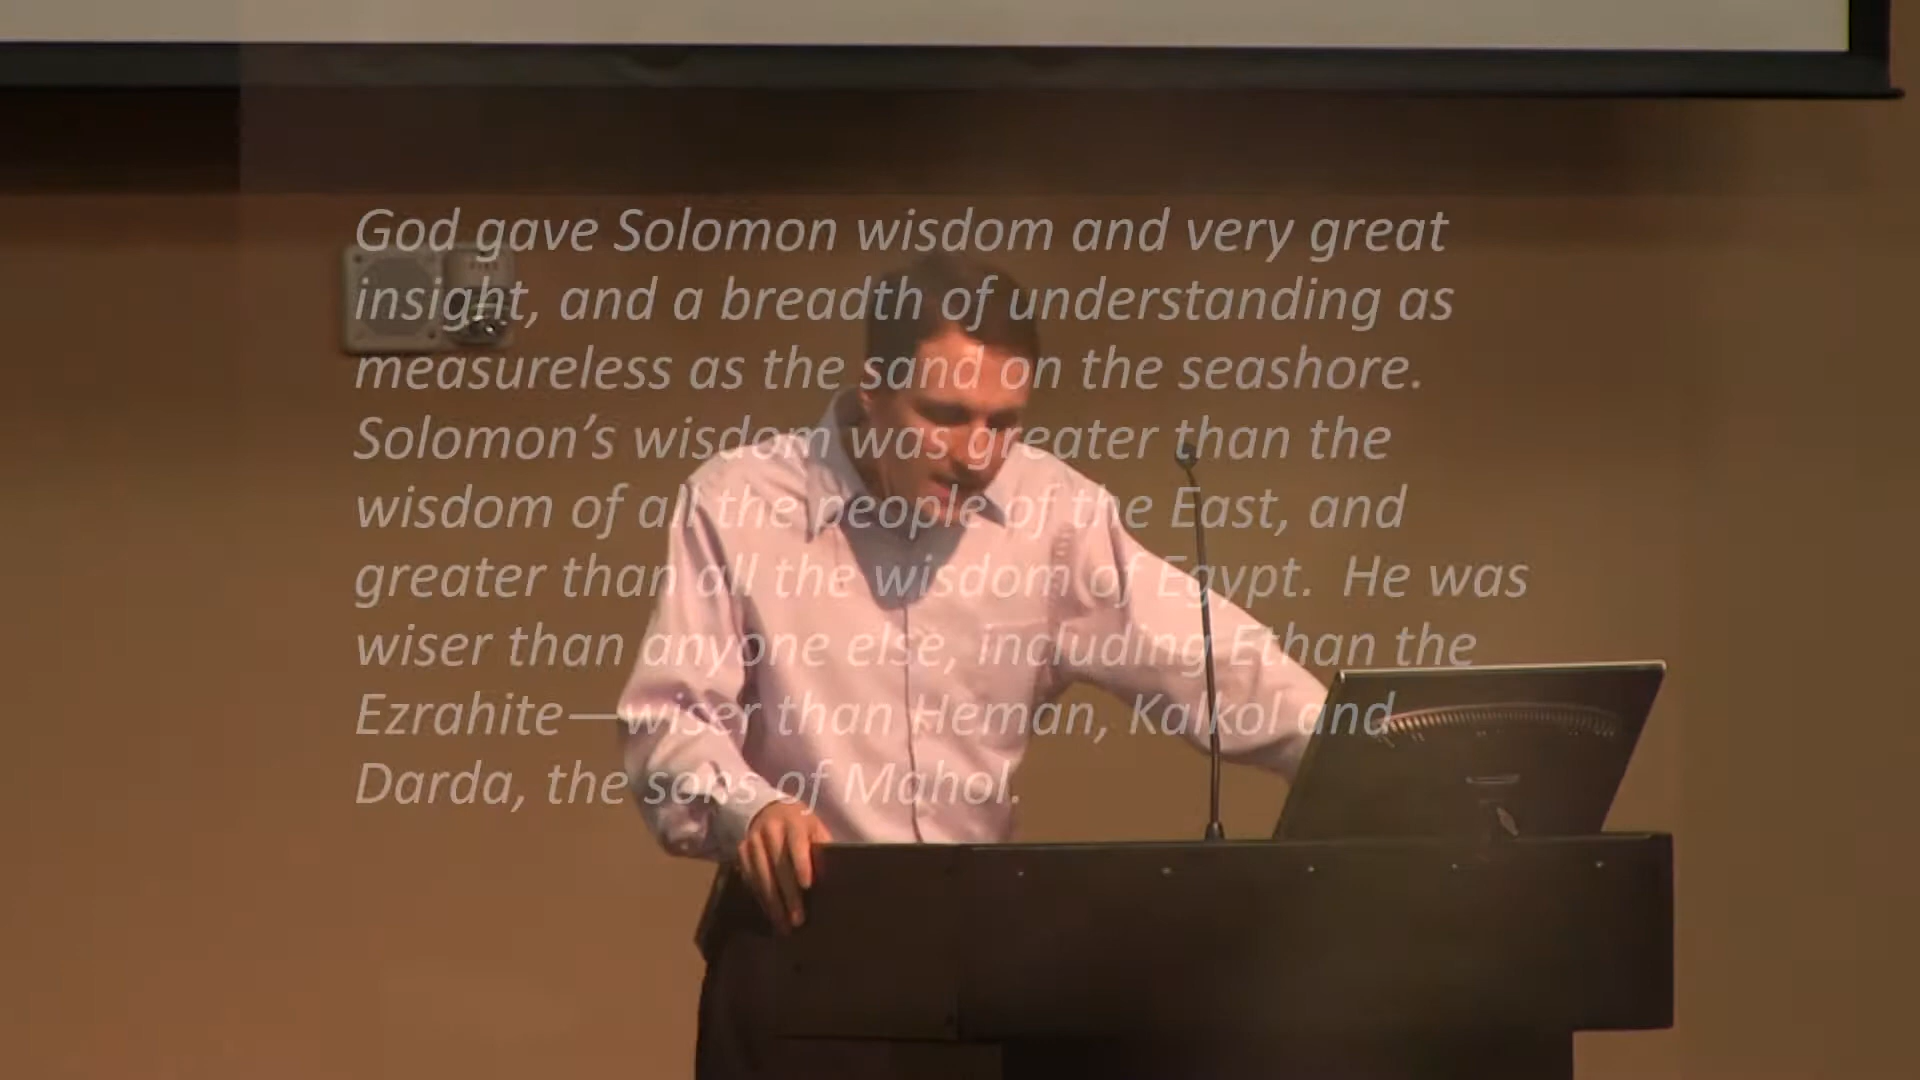 God gave Solomon wisdom and very great
insight, and a breadth of understanding as
measureless as the sand on the seashore.
Solomon’s wisdom was greater than the
wisdom of all the people of the East, and
greater than all the wisdom of Egypt.  He was
wiser than anyone else, including Ethan the
Ezrahite—wiser than Heman, Kalkol and
Darda, the sons of Mahol.